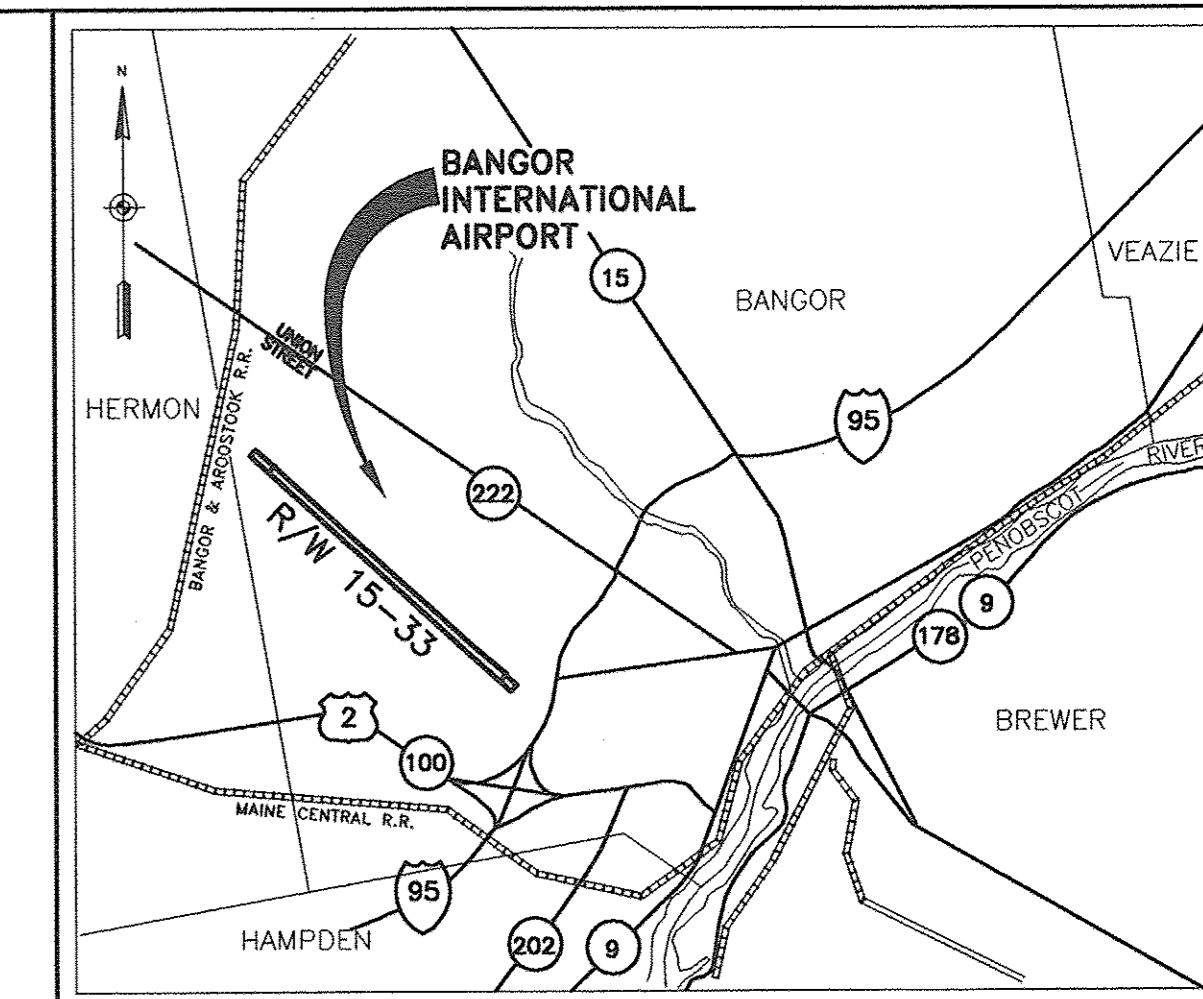 N
BANGOR
INTERNATIONAL
AIRPORT
15
BANGOR
VEAZIE
UNION
STREET
HERMON
BANGOR & AROOSTOOK R.R.
95
222
RIVER
PENOBSCOT
R/W 15-33
9
178
2
BREWER
100
MAINE CENTRAL R.R.
95
HAMPDEN
202
9